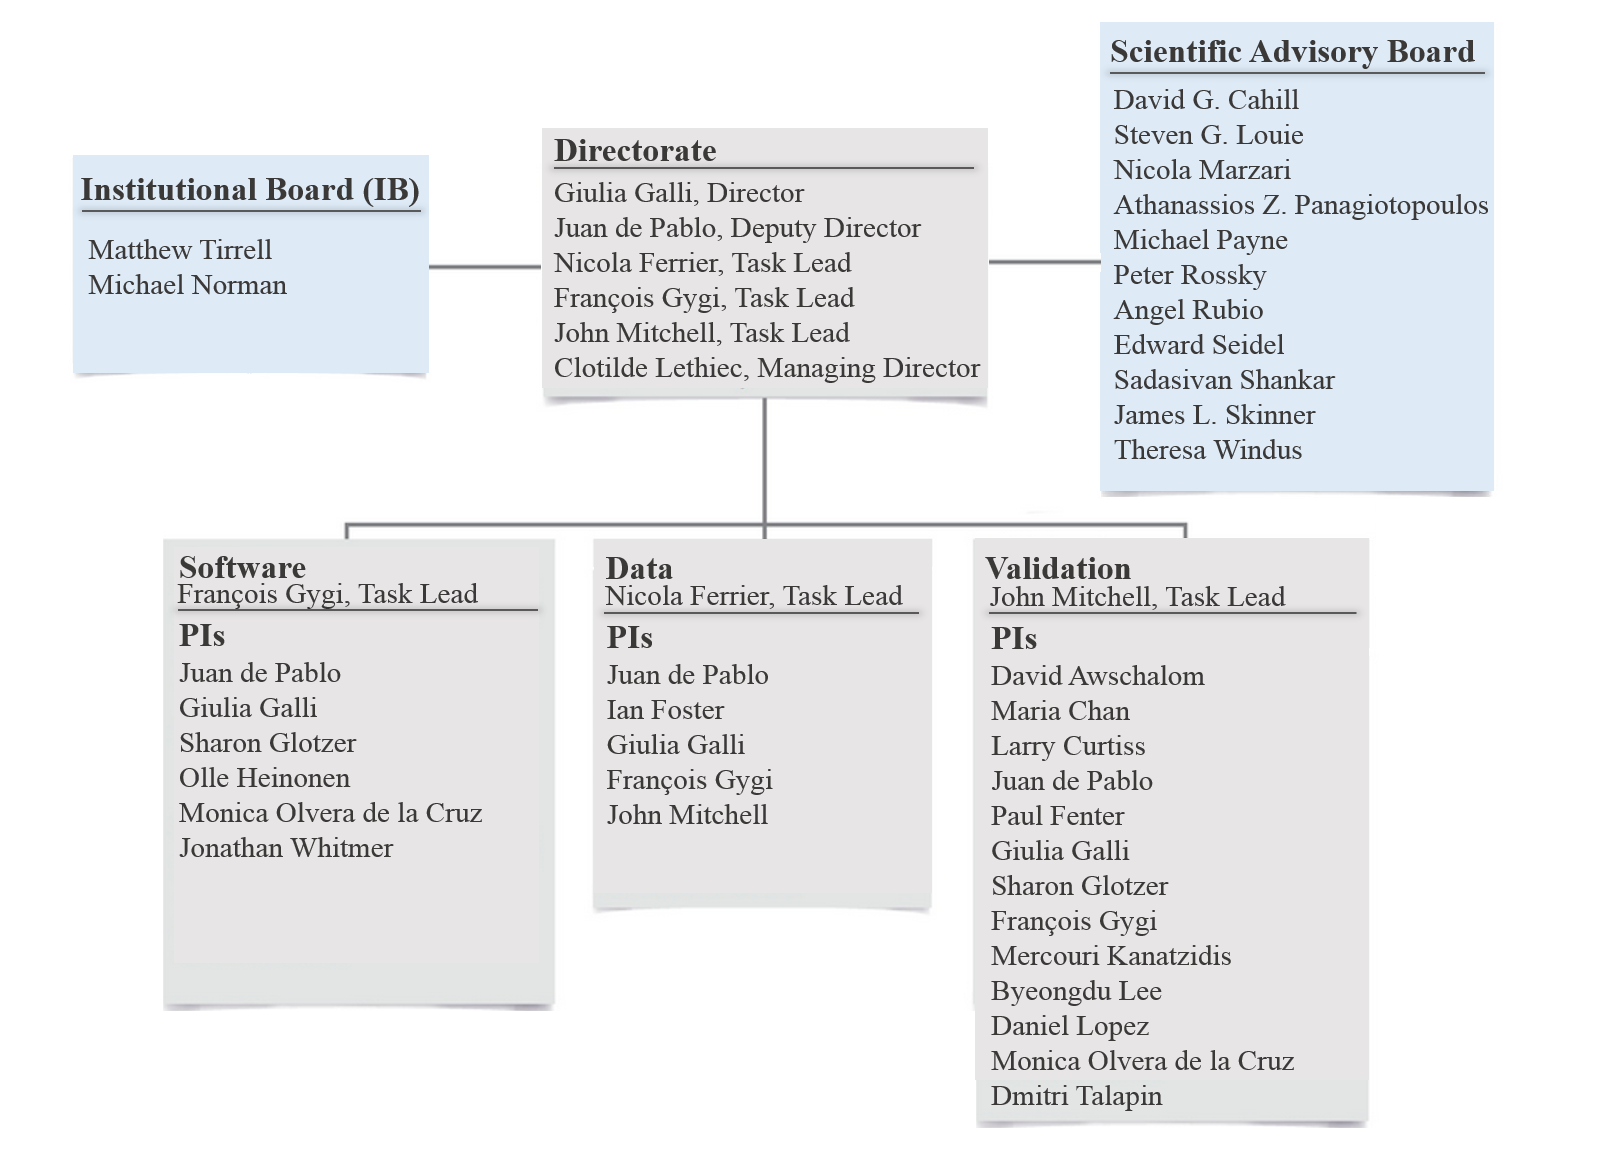 Institutional Board (IB)
Matthew Tirrell
Michael Norman
Directorate
Giulia Galli, Director
Juan de Pablo, Deputy Director
Nicola Ferrier, Task Lead
François Gygi, Task Lead
John Mitchell, Task Lead
Clotilde Lethiec, Managing Director
Scientific Advisory Board
David G. Cahill
Steven G. Louie
Nicola Marzari
Athanassios Z. Panagiotopoulos
Michael Payne
Peter Rossky
Angel Rubio
Edward Seidel
Sadasivan Shankar
James L. Skinner
Theresa Windus
Software
François Gygi, Task Lead
PIs
Juan de Pablo
Giulia Galli
Sharon Glotzer
Olle Heinonen
Monica Olvera de la Cruz
Jonathan Whitmer
Data
Nicola Ferrier, Task Lead
PIs
Juan de Pablo
Ian Foster
Giulia Galli
François Gygi
John Mitchell
Validation
John Mitchell, Task Lead
PIs
David Awschalom
Maria Chan
Larry Curtiss
Juan de Pablo
Paul Fenter
Giulia Galli
Sharon Glotzer
François Gygi
Mercouri Kanatzidis
Byeongdu Lee
Daniel Lopez
Monica Olvera de la Cruz
Dmitri Talapin